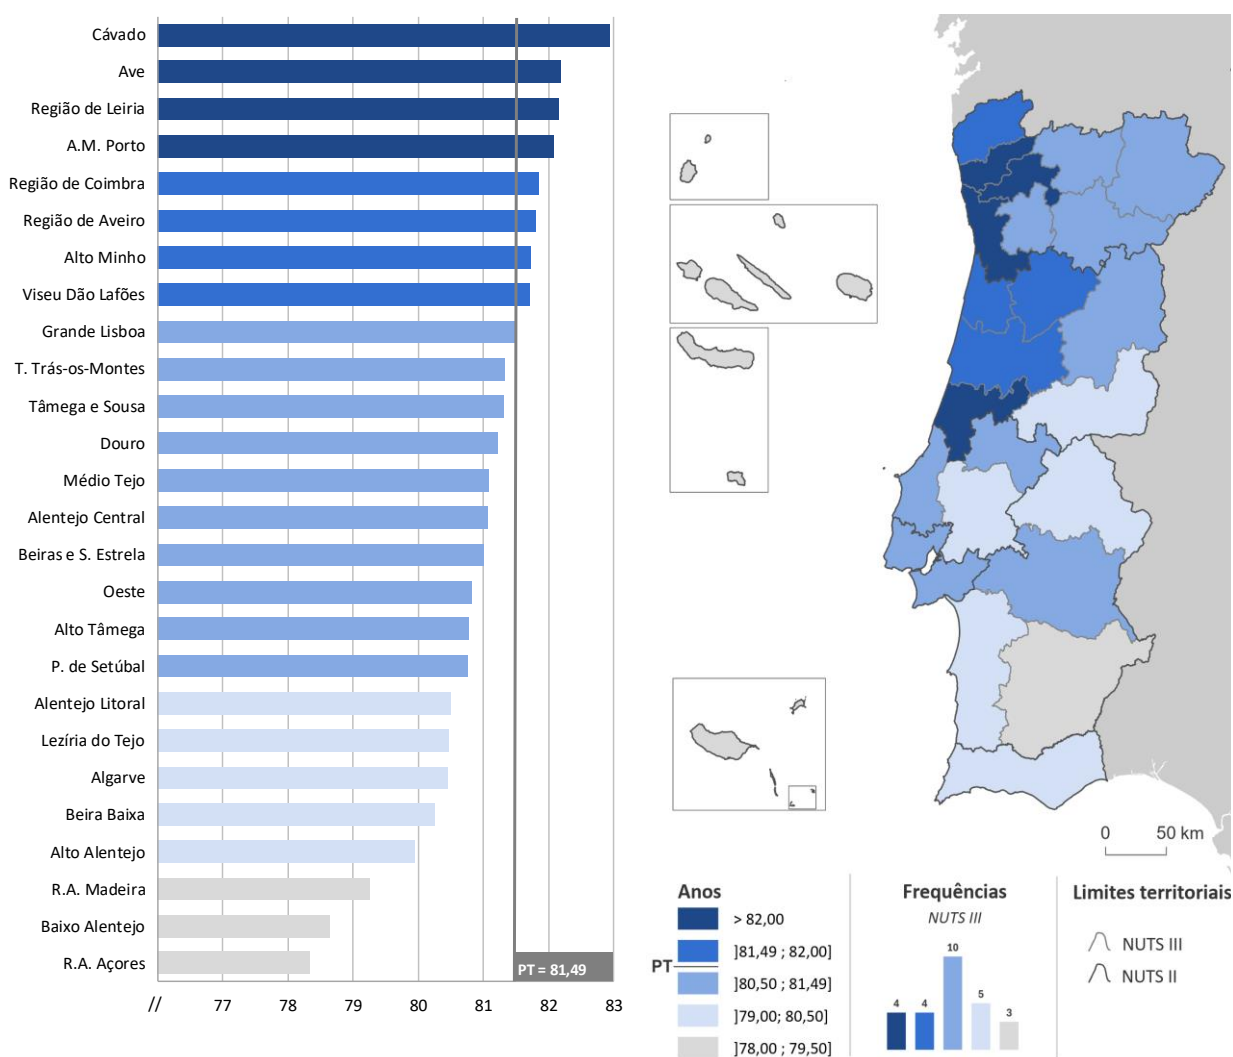 Cávado
Ave
Região de Leiria
A.M. Porto
Região de Coimbra
Região de Aveiro
Alto Minho
Viseu Dão Lafões
Grande Lisboa
T. Trás-os-Montes
Tâmega e Sousa
Douro
Médio Tejo
Alentejo Central
Beiras e S. Estrela
Oeste
Alto Tâmega
P. de Setúbal
Alentejo Litoral
Lezíria do Tejo
Algarve
Beira Baixa
Alto Alentejo
R.A. Madeira
Baixo Alentejo
R.A. Açores
PT = 81,49
// 77 78 79 80 81 82 83
0 50 km
Anos
> 82,00
]81,49 ; 82,00]
PT
]80,50 ; 81,49]
]79,00; 80,50]
]78,00 ; 79,50]
Frequências
NUTS III
4 4 10 5 3
Limites territoriais
NUTS III
NUTS II